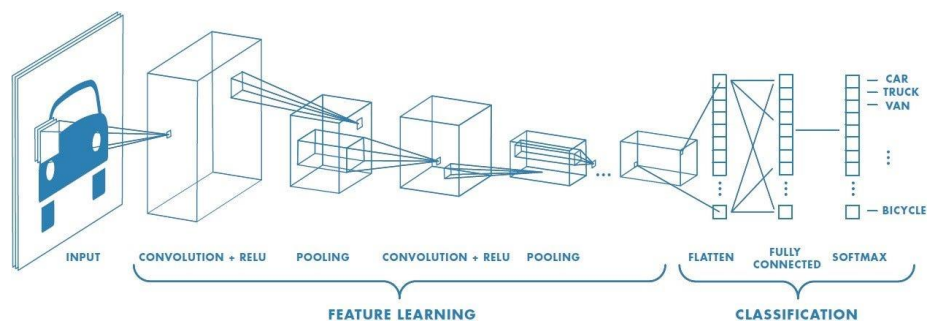 CAR
TRUCK
VAN
BICYCLE
INPUT
CONVOLUTION + RELU
POOLING
CONVOLUTION + RELU
POOLING
FLATTEN
FULLY
CONNECTED
SOFTMAX
FEATURE LEARNING
CLASSIFICATION